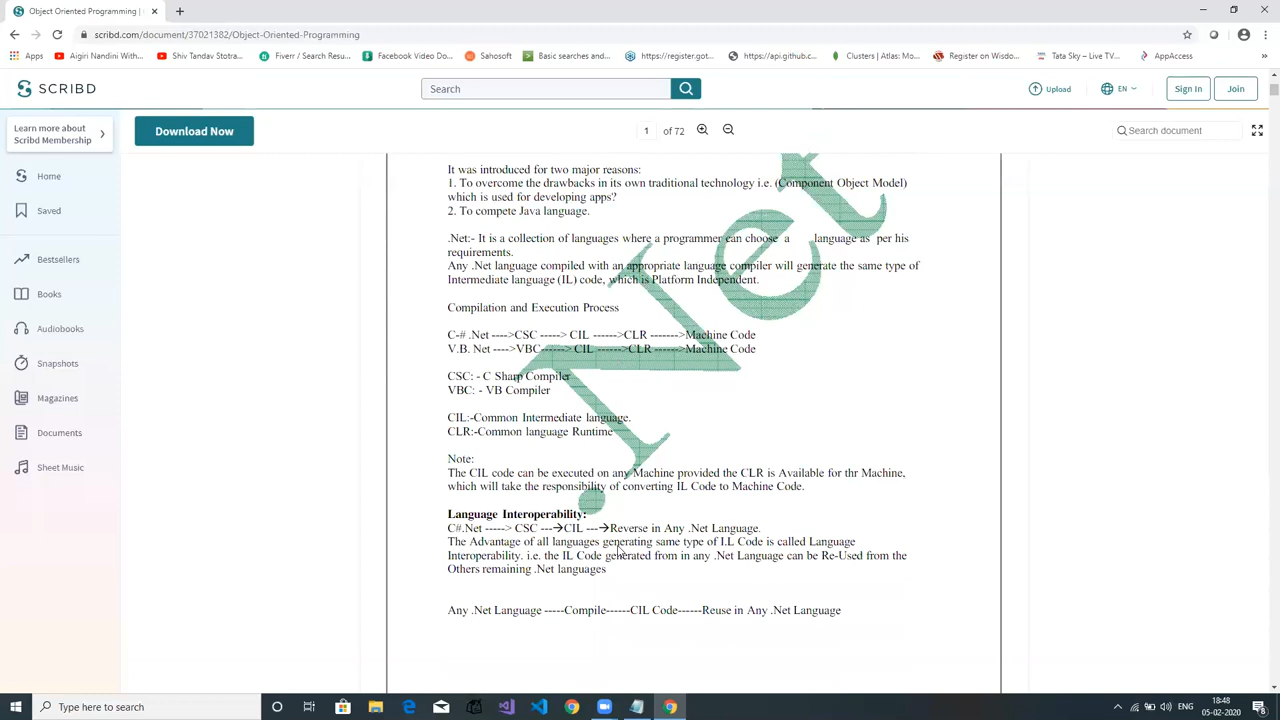 Object Oriented Programming |
scribd.com/document/37021382/Object-Oriented-Programming
Apps
Aigiri Nandini With...
Shiv Tandav Stotra...
Fiverr / Search Resu...
Facebook Video Do...
Sahosoft
Basic searches and...
https://register.got...
https://api.github.c...
Clusters | Atlas: Mo...
Register on Wisdo...
Tata Sky – Live TV...
AppAccess
SCRIBD
Search
Upload
EN
Sign In
Join
Learn more about
Scribd Membership
Download Now
1 of 72
Search document
Home
Saved
Bestsellers
Books
Audiobooks
Snapshots
Magazines
Documents
Sheet Music
.Net
It was introduced for two major reasons:
1. To overcome the drawbacks in its own traditional technology i.e. (Component Object Model)
which is used for developing apps?
2. To compete Java language.
.Net:- It is a collection of languages where a programmer can choose a language as per his
requirements.
Any .Net language compiled with an appropriate language compiler will generate the same type of
Intermediate language (IL) code, which is Platform Independent.
Compilation and Execution Process
C-# .Net ---->CSC -----> CIL ------>CLR ------->Machine Code
V.B. Net ---->VBC------> CIL ------>CLR ------>Machine Code
CSC: - C Sharp Compiler
VBC: - VB Compiler
CIL:-Common Intermediate language.
CLR:-Common language Runtime
Note:
The CIL code can be executed on any Machine provided the CLR is Available for thr Machine,
which will take the responsibility of converting IL Code to Machine Code.
Language Interoperability:
C#.Net -----> CSC ---→CIL ---→Reverse in Any .Net Language.
The Advantage of all languages generating same type of I.L Code is called Language
Interoperability. i.e. the IL Code generated from in any .Net Language can be Re-Used from the
Others remaining .Net languages
Any .Net Language -----Compile------CIL Code------Reuse in Any .Net Language
Type here to search
ENG
18:48
05-02-2020
8